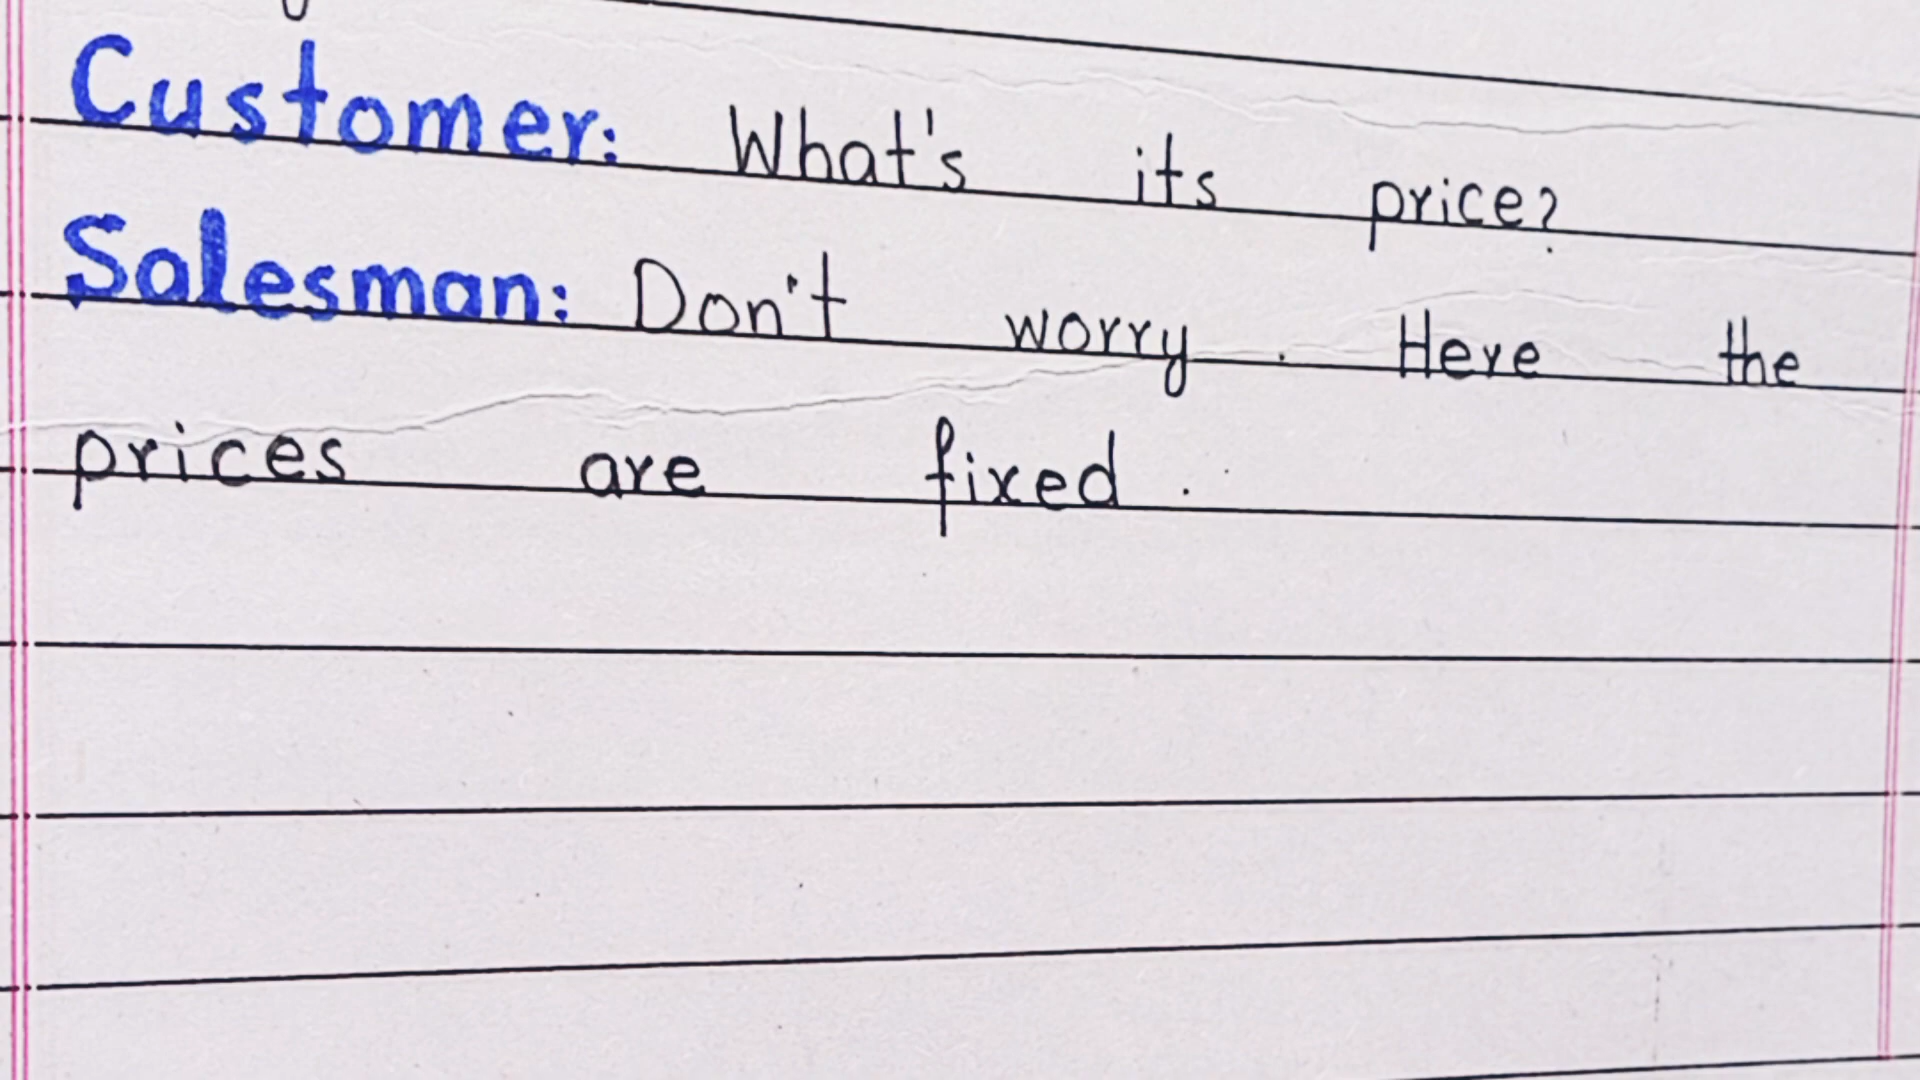 Customer: What's its price?
Salesman: Don't worry. Here the
prices are fixed.